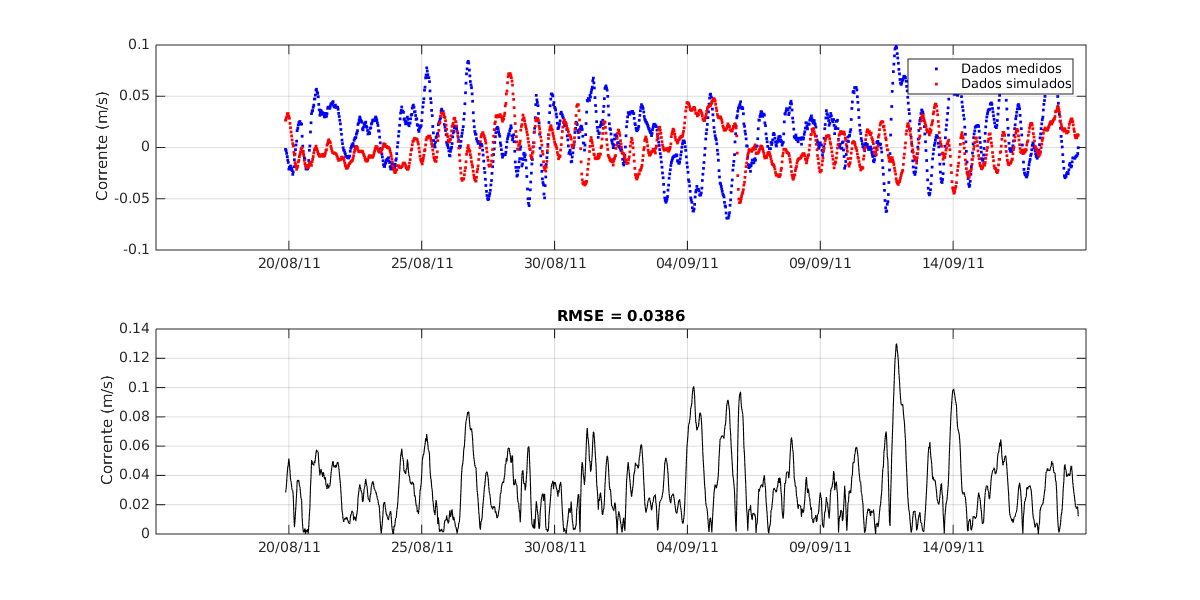 0.1
0.05
0
-0.05
-0.1
Corrente (m/s)
Dados medidos
Dados simulados
20/08/11 25/08/11 30/08/11 04/09/11 09/09/11 14/09/11
RMSE = 0.0386
0.14
0.12
0.1
0.08
0.06
0.04
0.02
0
Corrente (m/s)
20/08/11 25/08/11 30/08/11 04/09/11 09/09/11 14/09/11